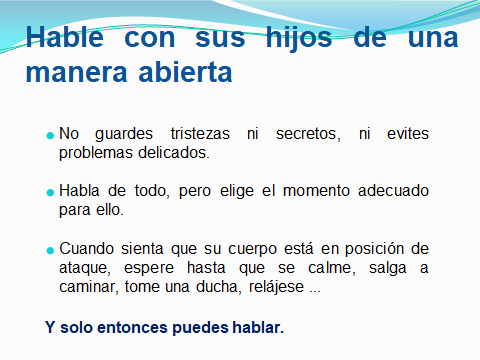 Hable con sus hijos de una
manera abierta
No guardes tristezas ni secretos, ni evites
problemas delicados.
Habla de todo, pero elige el momento adecuado
para ello.
Cuando sienta que su cuerpo está en posición de
ataque, espere hasta que se calme, salga a
caminar, tome una ducha, relájese ...
Y solo entonces puedes hablar.